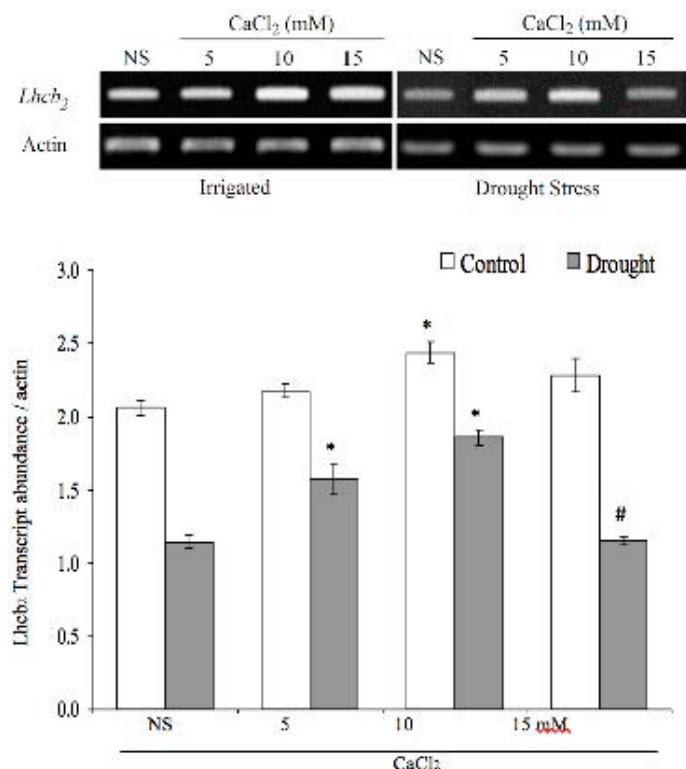 CaCl₂ (mM) CaCl₂ (mM)
NS 5 10 15 NS 5 10 15
Lhcb₂
Actin
Irrigated Drought Stress
Control Drought
3.0
2.5
2.0
1.5
1.0
0.5
0.0
Lhcb₂ Transcript abundance / actin
*
*
*
#
NS 5 10 15 mM
CaCl₂